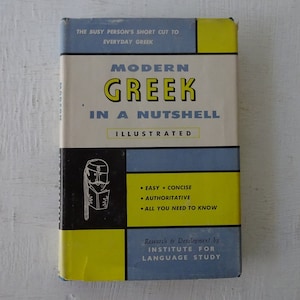 THE BUSY PERSON'S SHORT CUT TO
EVERYDAY GREEK
MODERN
GREEK
IN A NUTSHELL
ILLUSTRATED
• EASY • CONCISE
• AUTHORITATIVE
• ALL YOU NEED TO KNOW
Research & Development by
INSTITUTE FOR
LANGUAGE STUDY